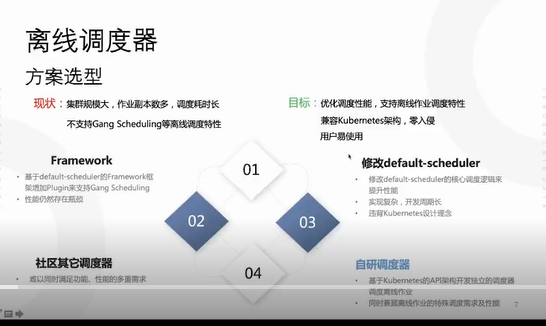 离线调度器
方案选型
现状：集群规模大，作业副本数多，调度耗时长
不支持Gang Scheduling等离线调度特性
目标：优化调度性能，支持离线作业调度特性
兼容Kubernetes架构，零入侵
用户易使用
Framework
• 基于default-scheduler的Framework框
架增加Plugin来支持Gang Scheduling
• 性能仍然存在瓶颈
01
02
03
04
修改default-scheduler
• 修改default-scheduler的核心调度逻辑来
提升性能
• 实现复杂，开发周期长
• 违背Kubernetes设计理念
社区其它调度器
• 难以同时满足功能、性能的多重需求
自研调度器
• 基于Kubernetes的API架构开发独立的调度器
调度离线作业
• 同时兼顾离线作业的特殊调度需求及性能
7